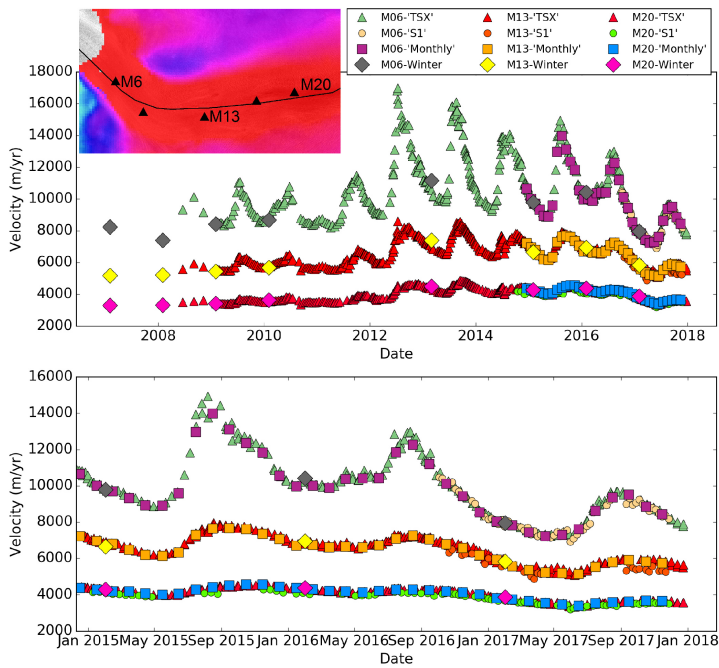 M06-'TSX' M13-'TSX' M20-'TSX'
M06-'S1' M13-'S1' M20-'S1'
M06-'Monthly' M13-'Monthly' M20-'Monthly'
M06-Winter M13-Winter M20-Winter
M6
M20
M13
18000
16000
14000
12000
10000
8000
6000
4000
2000
Velocity (m/yr)
2008 2010 2012 2014 2016 2018
Date
16000
14000
12000
10000
8000
6000
4000
2000
Velocity (m/yr)
Jan 2015 May 2015 Sep 2015 Jan 2016 May 2016 Sep 2016 Jan 2017 May 2017 Sep 2017 Jan 2018
Date